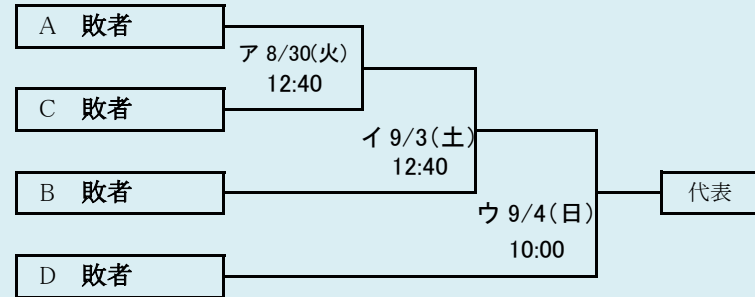 A 敗者
ア 8/30(火)
12:40
C 敗者
イ 9/3(土)
12:40
B 敗者
代表
ウ 9/4(日)
10:00
D 敗者